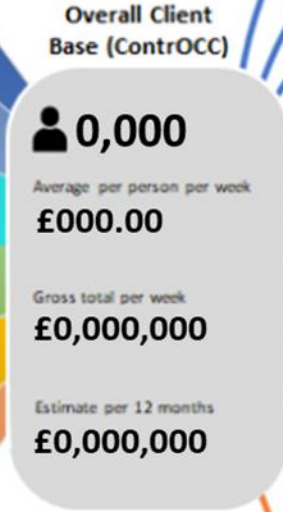 Overall Client
Base (ContrOCC)
0,000
Average per person per week
£000.00
Gross total per week
£0,000,000
Estimate per 12 months
£0,000,000